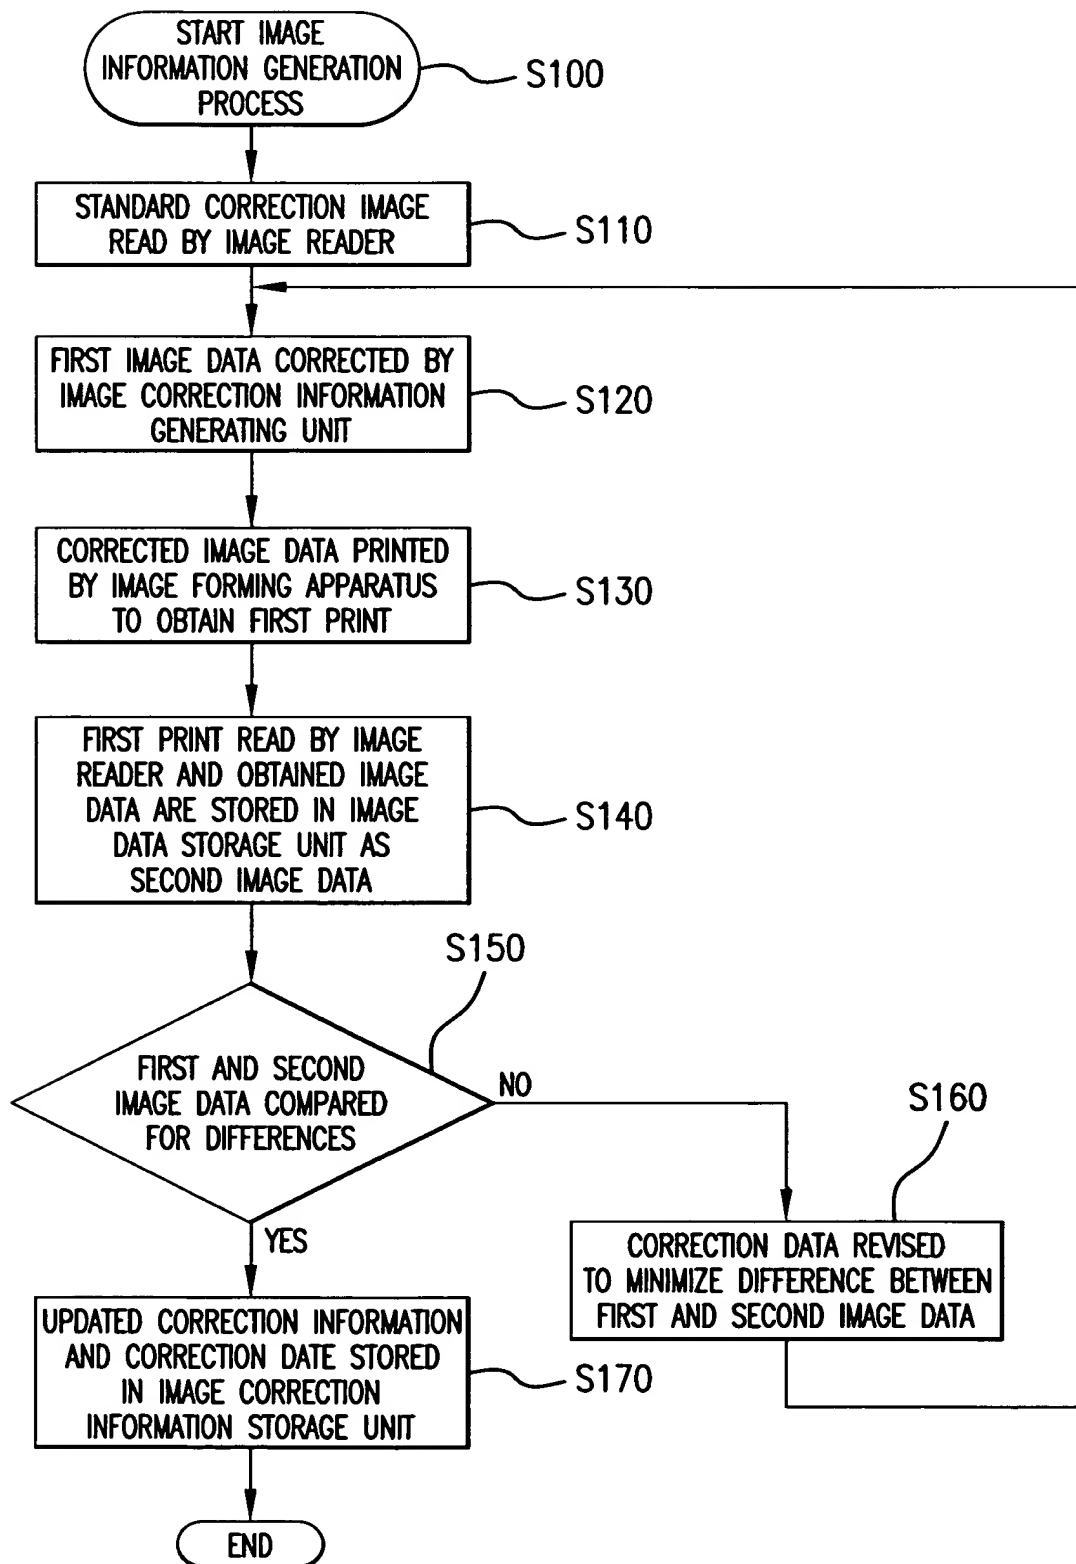 START IMAGE
INFORMATION GENERATION
PROCESS
S100
STANDARD CORRECTION IMAGE
READ BY IMAGE READER
S110
FIRST IMAGE DATA CORRECTED BY
IMAGE CORRECTION INFORMATION
GENERATING UNIT
S120
CORRECTED IMAGE DATA PRINTED
BY IMAGE FORMING APPARATUS
TO OBTAIN FIRST PRINT
S130
FIRST PRINT READ BY IMAGE
READER AND OBTAINED IMAGE
DATA ARE STORED IN IMAGE
DATA STORAGE UNIT AS
SECOND IMAGE DATA
S140
S150
FIRST AND SECOND
IMAGE DATA COMPARED
FOR DIFFERENCES
NO
YES
S160
CORRECTION DATA REVISED
TO MINIMIZE DIFFERENCE BETWEEN
FIRST AND SECOND IMAGE DATA
UPDATED CORRECTION INFORMATION
AND CORRECTION DATE STORED
IN IMAGE CORRECTION
INFORMATION STORAGE UNIT
S170
END